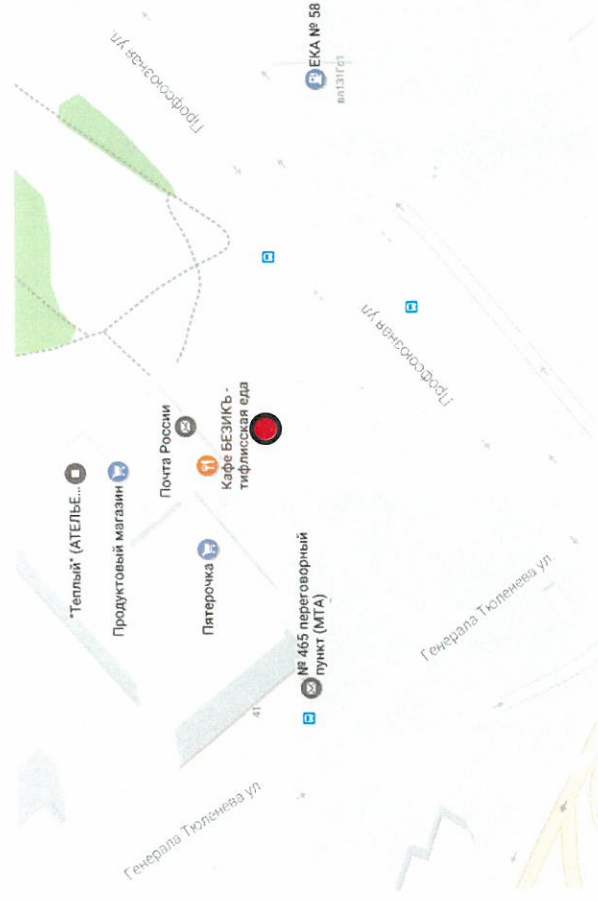 Профсоюзная ул.
ЕКА № 58
вл131Гс1
Профсоюзная ул
Почта России
Кафе БЕЗИКЪ -
тифлисская еда
"Теплый" (АТЕЛЬЕ...
Продуктовый магазин
Пятерочка
№ 465 переговорный
пункт (МТА)
41
Генерала Тюленева ул
Генерала Тюленева ул